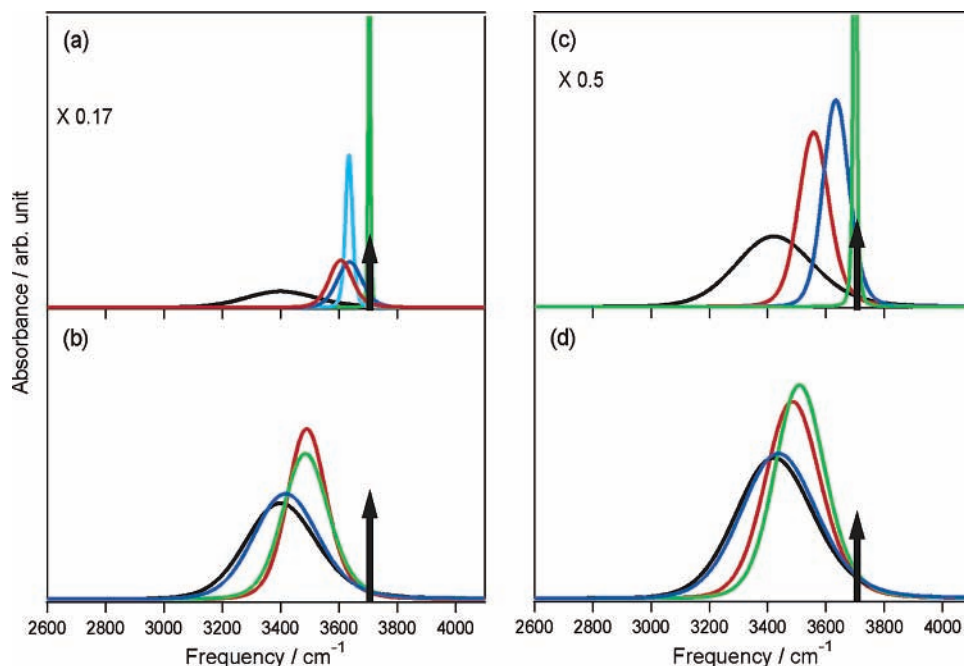 (a)
X 0.17
(c)
X 0.5
(b)
(d)
Absorbance / arb. unit
2600 2800 3000 3200 3400 3600 3800 4000
2600 2800 3000 3200 3400 3600 3800 4000
Frequency / cm⁻¹
Frequency / cm⁻¹